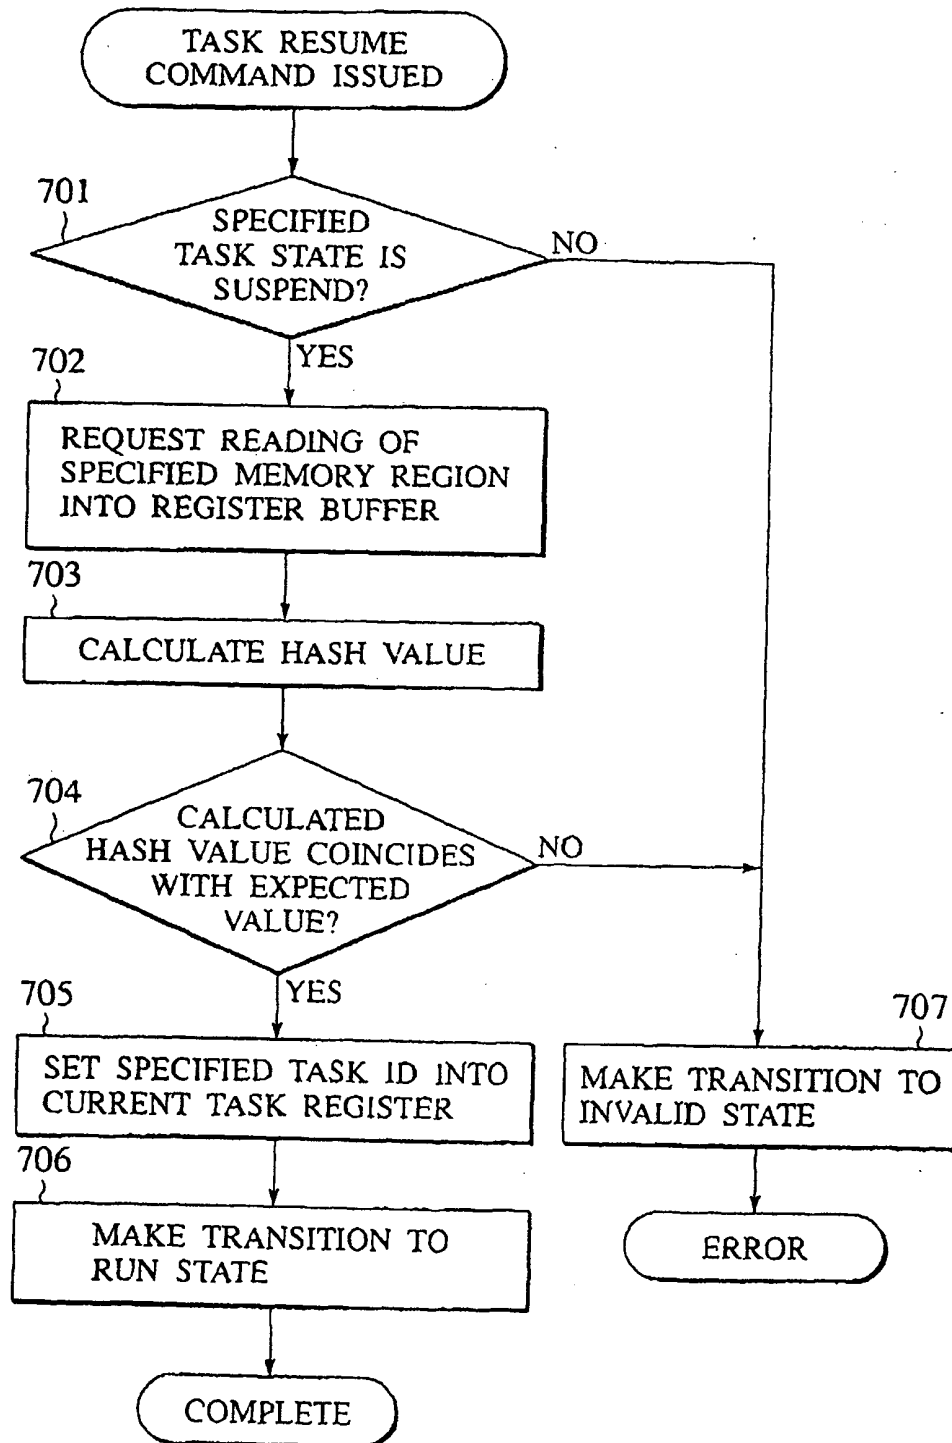 TASK RESUME
COMMAND ISSUED
701
SPECIFIED
TASK STATE IS
SUSPEND?
NO
YES
702
REQUEST READING OF
SPECIFIED MEMORY REGION
INTO REGISTER BUFFER
703
CALCULATE HASH VALUE
704
CALCULATED
HASH VALUE COINCIDES
WITH EXPECTED
VALUE?
NO
YES
705
SET SPECIFIED TASK ID INTO
CURRENT TASK REGISTER
707
MAKE TRANSITION TO
INVALID STATE
706
MAKE TRANSITION TO
RUN STATE
ERROR
COMPLETE